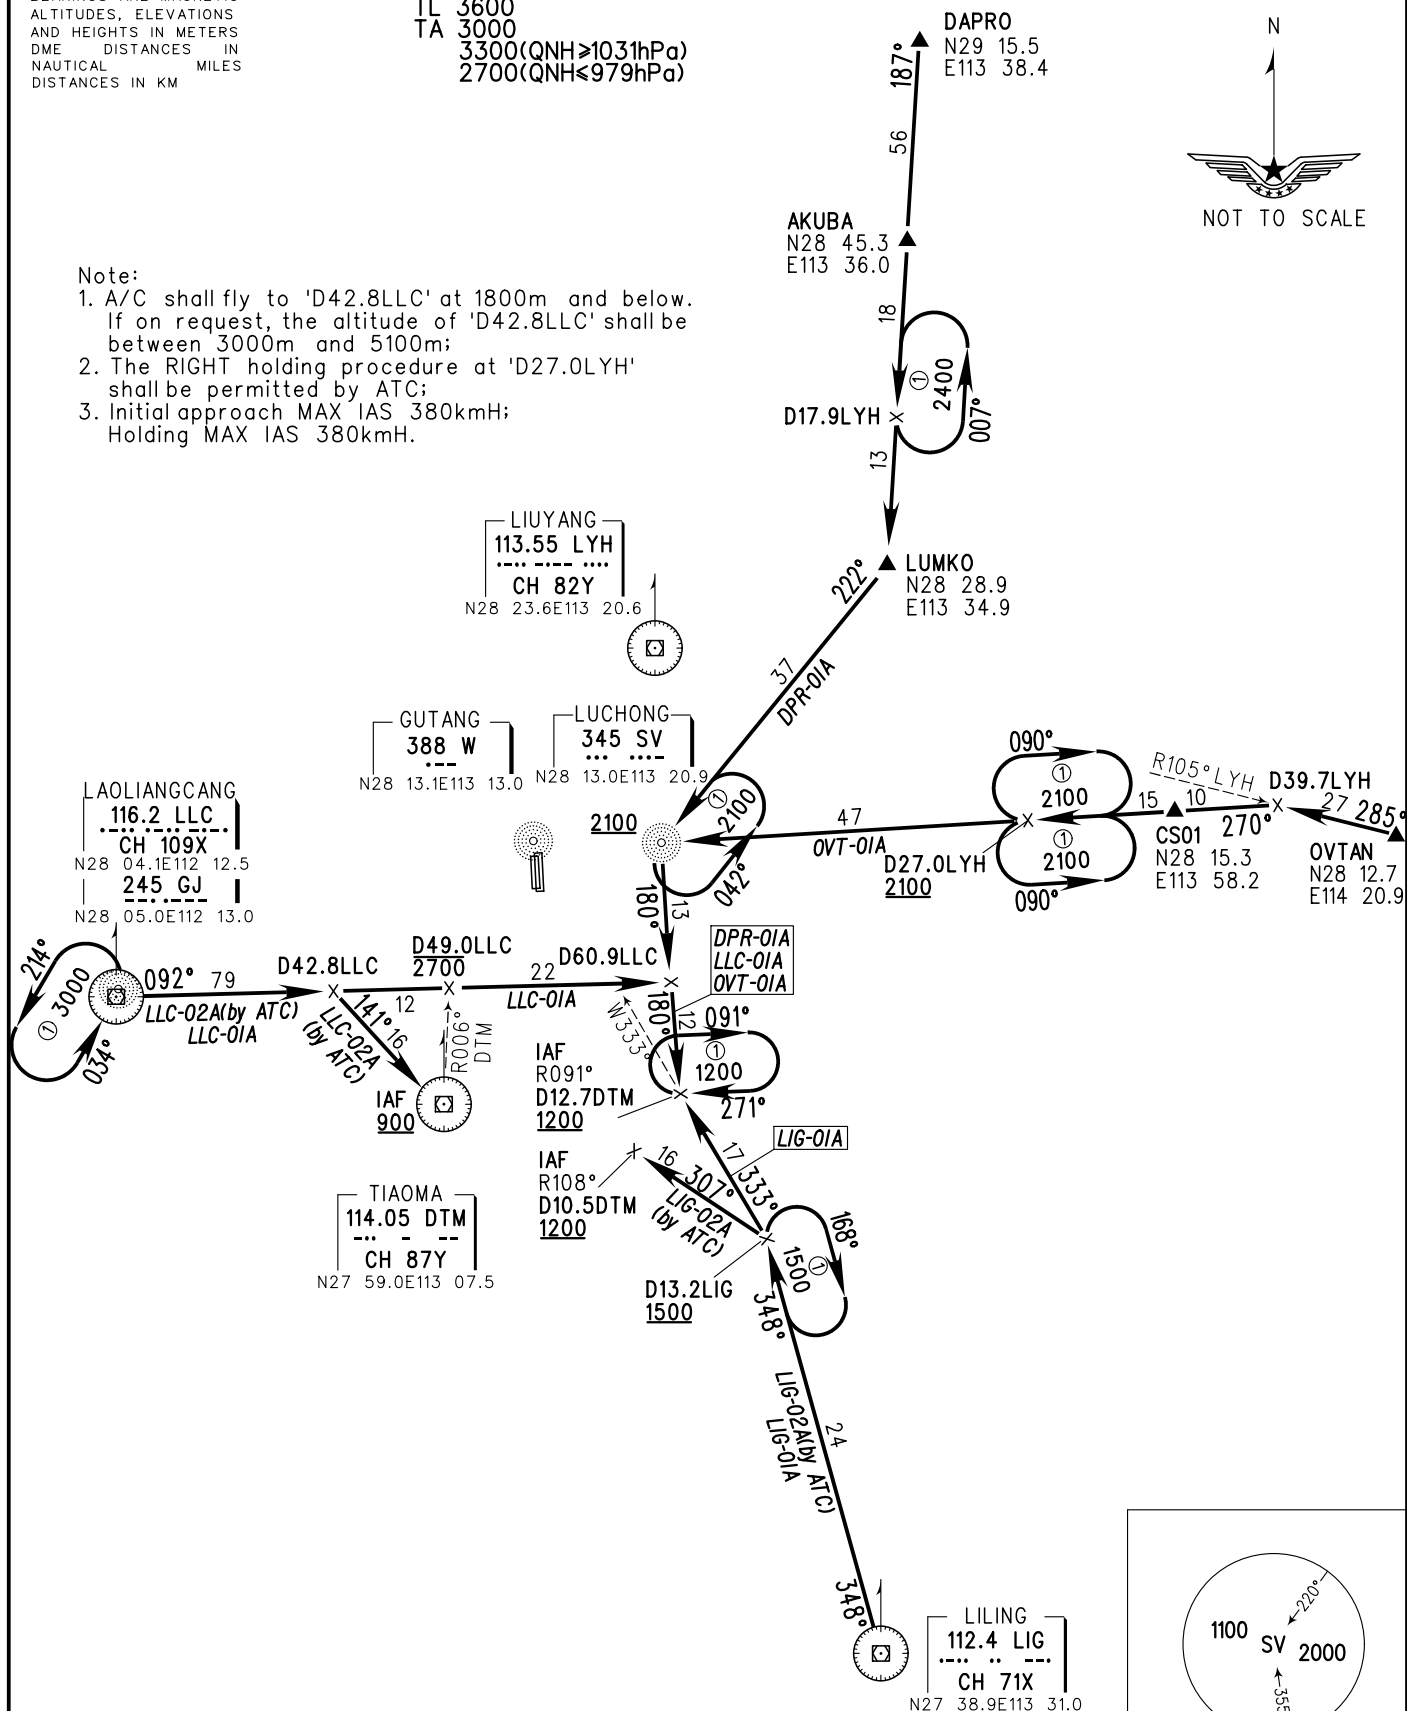 ALTITUDES, ELEVATIONS
AND HEIGHTS IN METERS
DME DISTANCES IN
NAUTICAL MILES
DISTANCES IN KM
TL 3600
TA 3000
3300(QNH≥1031hPa)
2700(QNH≤979hPa)
N
NOT TO SCALE
DAPRO
N29 15.5
E113 38.4
187°
56
AKUBA
N28 45.3
E113 36.0
18
① 2400
007°
D17.9LYH
13
LUMKO
N28 28.9
E113 34.9
222°
37
DPR-01A
Note:
1. A/C shall fly to 'D42.8LLC' at 1800m and below.
If on request, the altitude of 'D42.8LLC' shall be
between 3000m and 5100m;
2. The RIGHT holding procedure at 'D27.0LYH'
shall be permitted by ATC;
3. Initial approach MAX IAS 380kmH;
Holding MAX IAS 380kmH.
LIUYANG
113.55 LYH
CH 82Y
N28 23.6E113 20.6
GUTANG
388 W
N28 13.1E113 13.0
LUCHONG
345 SV
N28 13.0E113 20.9
2100
① 2100
042°
47
OVT-01A
090°
①
2100
①
2100
090°
D27.0LYH
2100
15
CS01
N28 15.3
E113 58.2
R105°LYH
10
270°
D39.7LYH
27
285°
OVTAN
N28 12.7
E114 20.9
LAOLIANGCANG
116.2 LLC
CH 109X
N28 04.1E112 12.5
245 GJ
N28 05.0E112 13.0
214°
① 3000
034°
092° 79
LLC-02A(by ATC)
LLC-01A
D42.8LLC
141°
16
LLC-02A
(by ATC)
12
D49.0LLC
2700
R006°
DTM
22
LLC-01A
D60.9LLC
180°
13
DPR-01A
LLC-01A
OVT-01A
180°
12
W333°
091°
①
1200
271°
IAF
900
IAF
R091°
D12.7DTM
1200
IAF
R108°
D10.5DTM
1200
LIG-01A
17
333°
16
307°
LIG-02A
(by ATC)
TIAOMA
114.05 DTM
CH 87Y
N27 59.0E113 07.5
D13.2LIG
1500
168°
1500 ①
348°
LIG-02A(by ATC)
LIG-01A
24
348°
LILING
112.4 LIG
CH 71X
N27 38.9E113 31.0
220°
1100
SV
2000
355